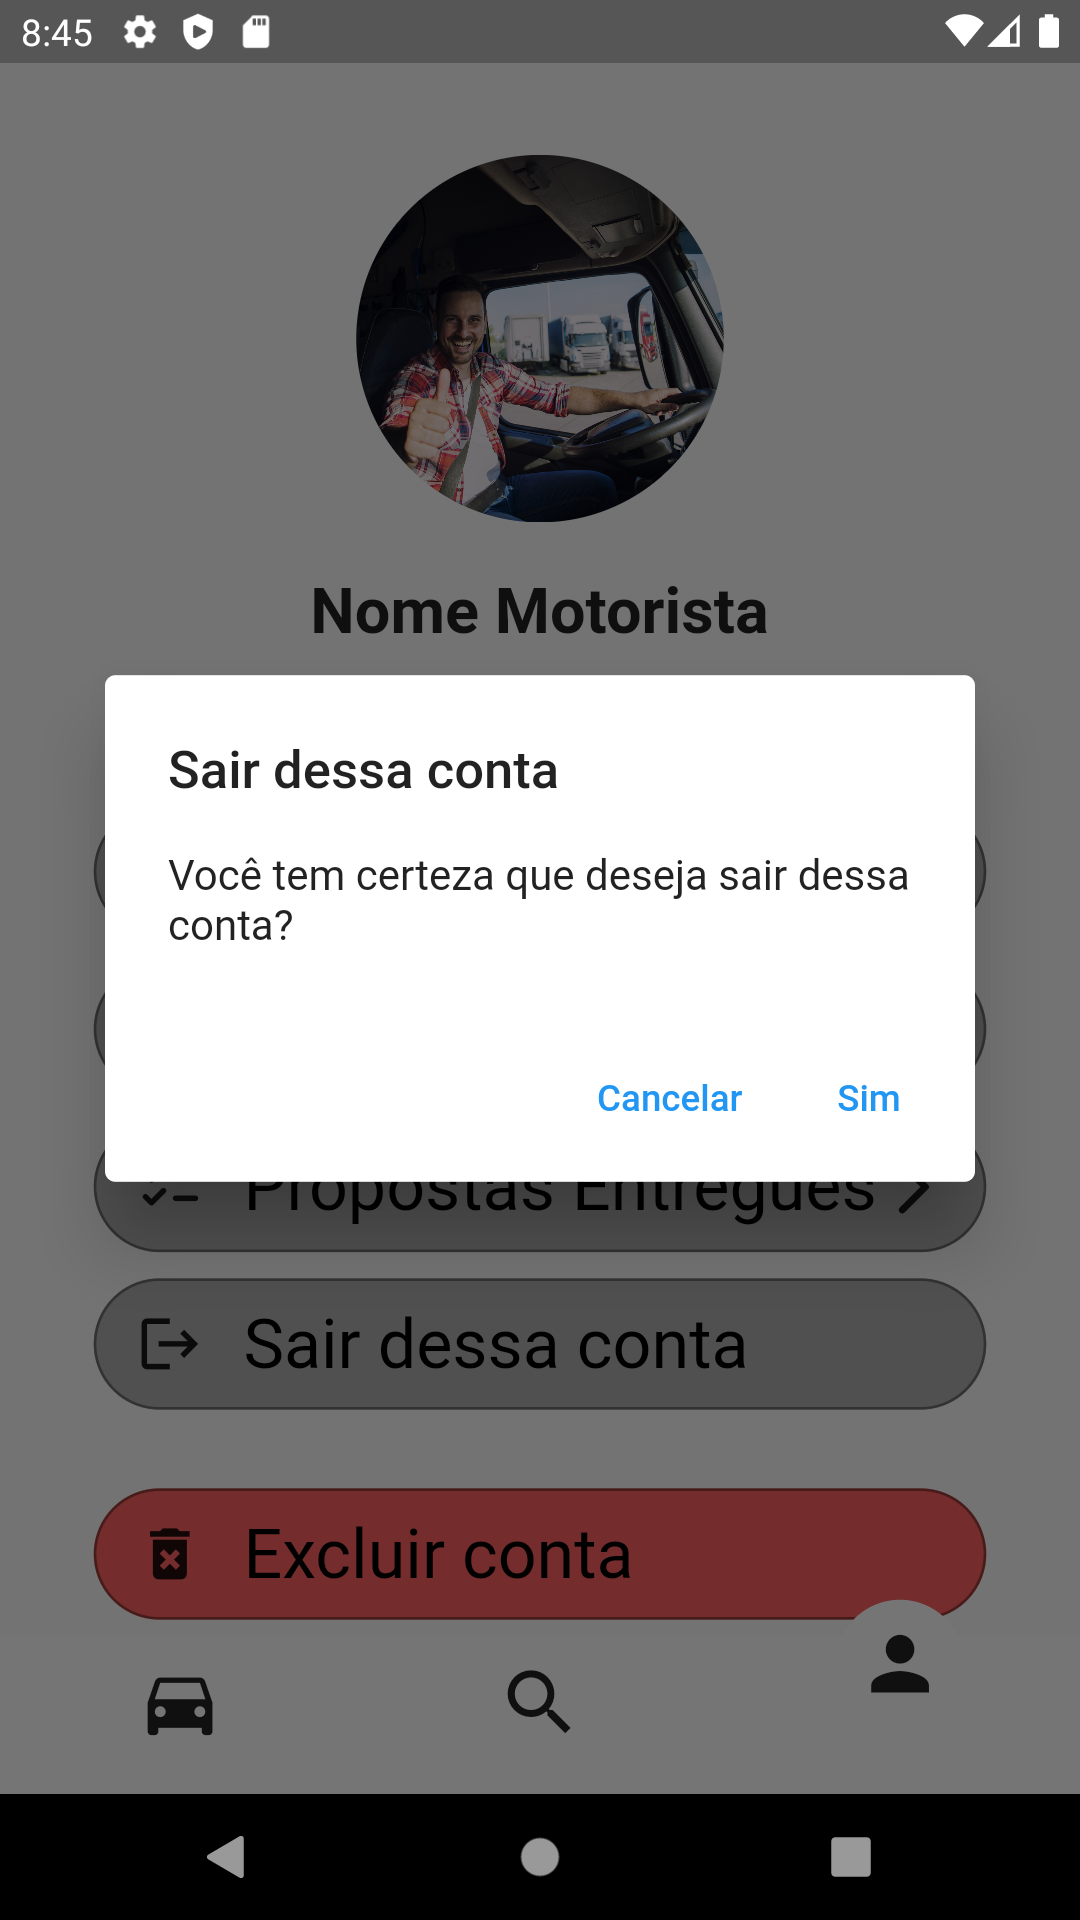 8:45
Nome Motorista
Sair dessa conta
Você tem certeza que deseja sair dessa
conta?
Cancelar Sim
Propostas Entregues
Sair dessa conta
Excluir conta